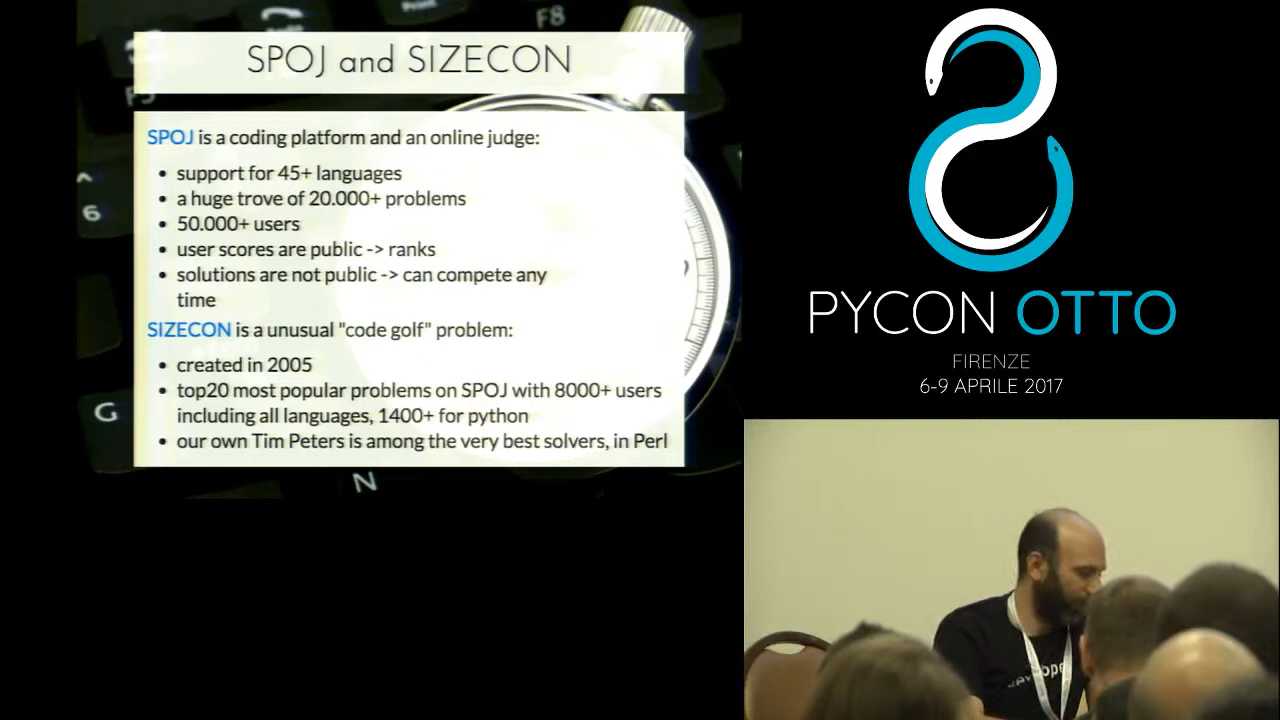 F8
F5
^
6
G
N
SPOJ and SIZECON
SPOJ is a coding platform and an online judge:
• support for 45+ languages
• a huge trove of 20.000+ problems
• 50.000+ users
• user scores are public -> ranks
• solutions are not public -> can compete any
time
SIZECON is a unusual "code golf" problem:
• created in 2005
• top20 most popular problems on SPOJ with 8000+ users
including all languages, 1400+ for python
• our own Tim Peters is among the very best solvers, in Perl
PYCON OTTO
FIRENZE
6-9 APRILE 2017